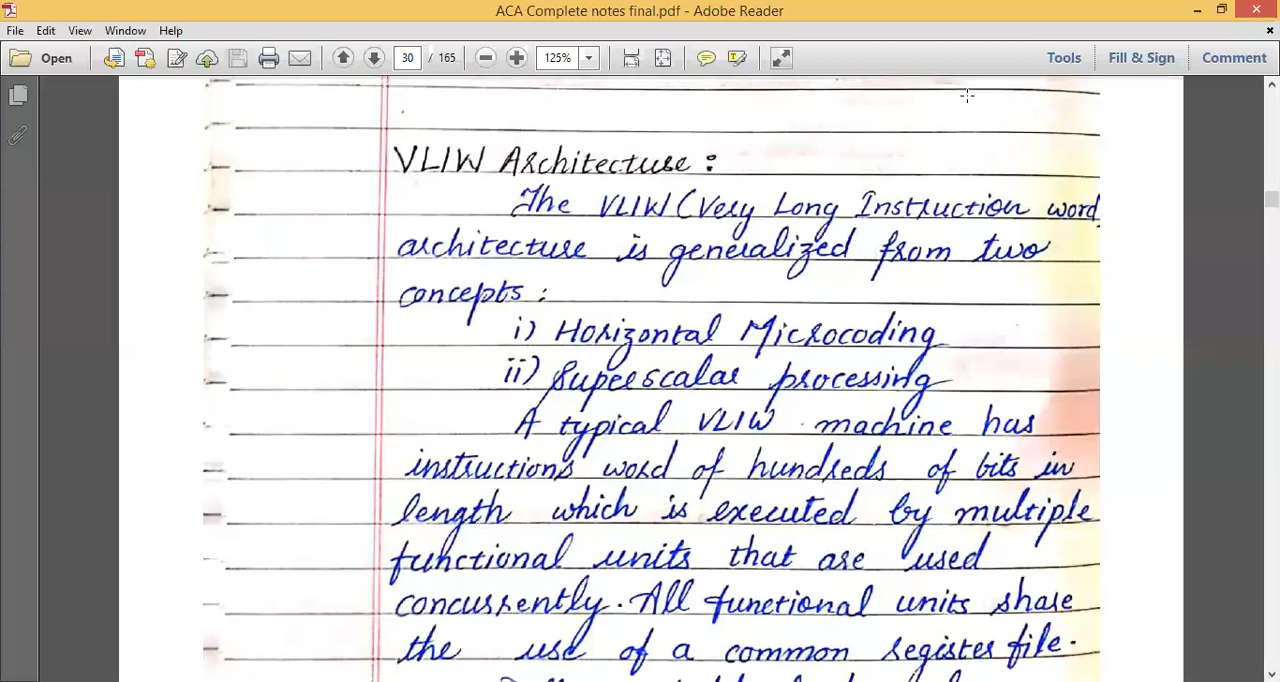 ACA Complete notes final.pdf - Adobe Reader
File Edit View Window Help
Open 30 / 165 125% Tools Fill & Sign Comment
VLIW Architecture :
The VLIW (Very Long Instruction word
architecture is generalized from two
concepts :
i) Horizontal Microcoding
ii) Superscalar processing
A typical VLIW machine has
instructions word of hundreds of bits in
length which is executed by multiple
functional units that are used
concurrently. All functional units share
the use of a common register file.